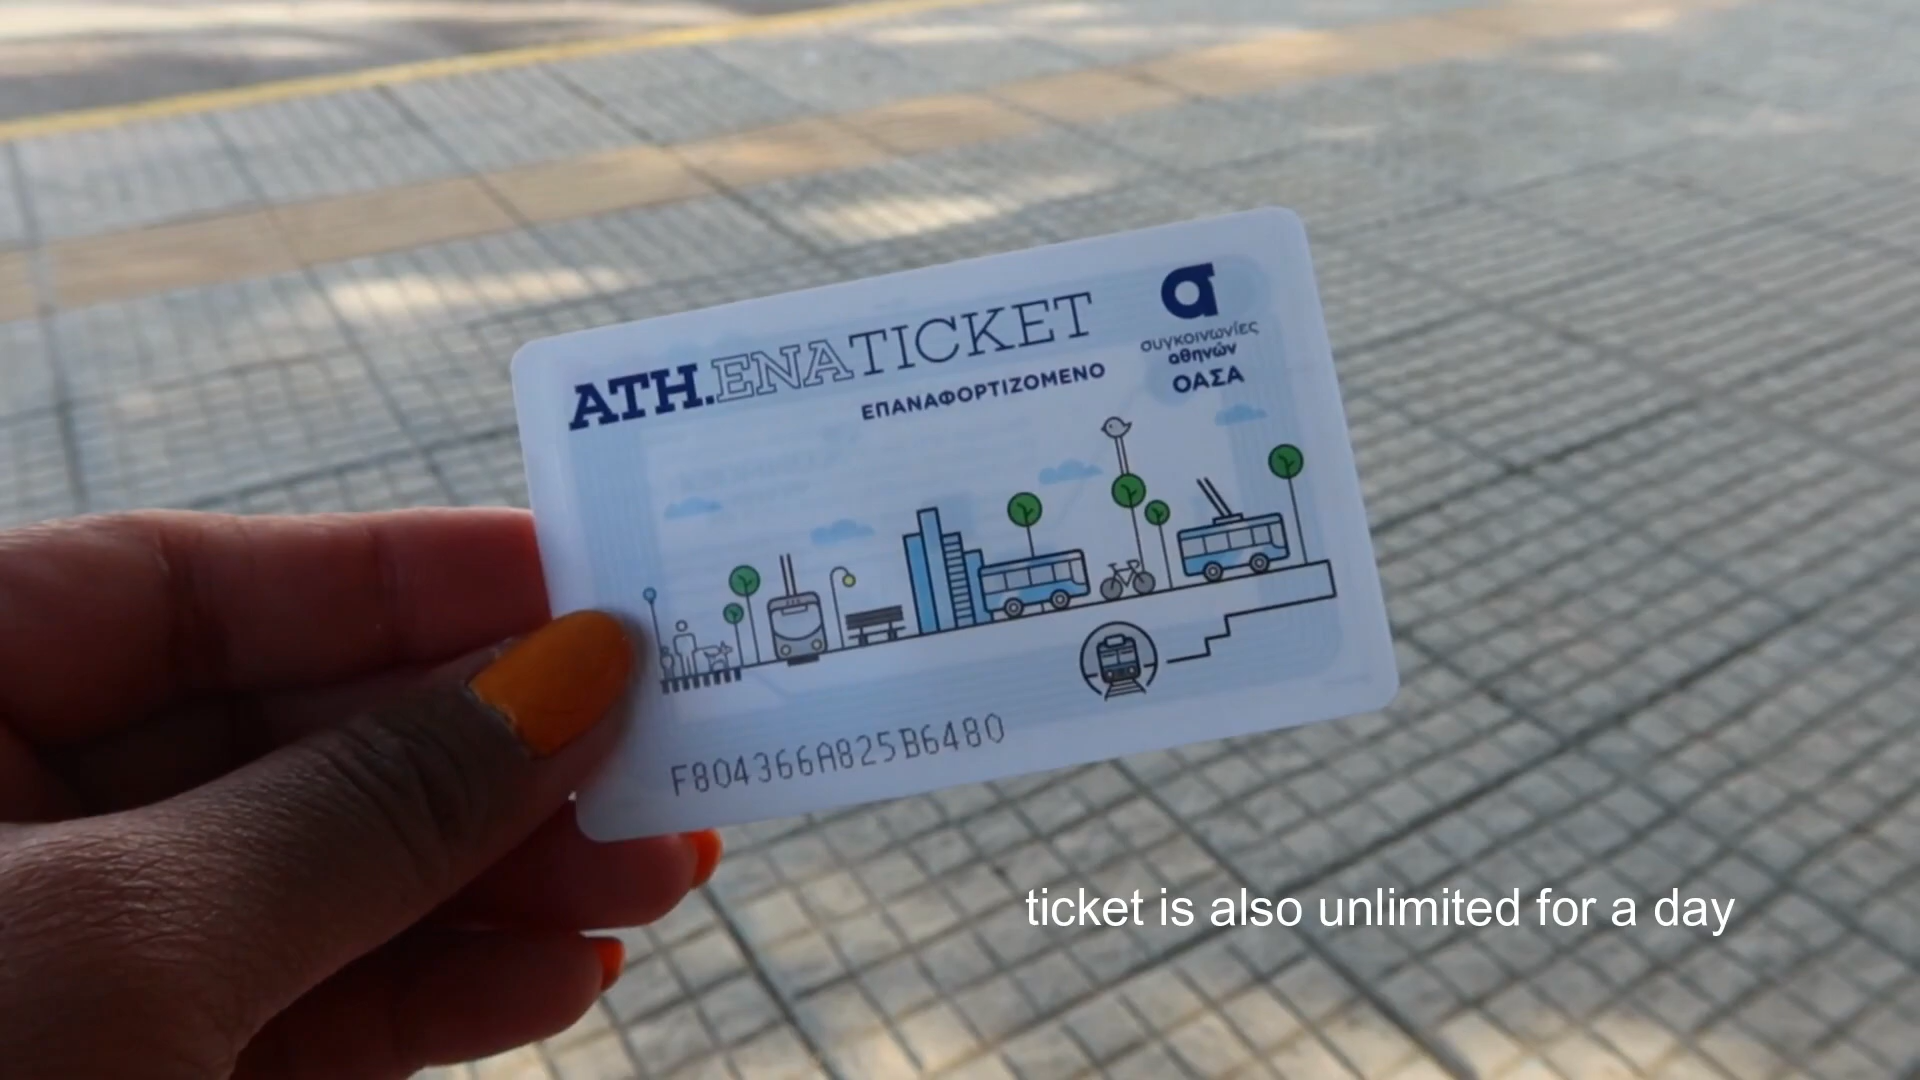 ATH.ENA TICKET
ΕΠΑΝΑΦΟΡΤΙΖΟΜΕΝΟ
συγκοινωνίες
αθηνών
ΟΑΣΑ
F804366A825B6480
ticket is also unlimited for a day